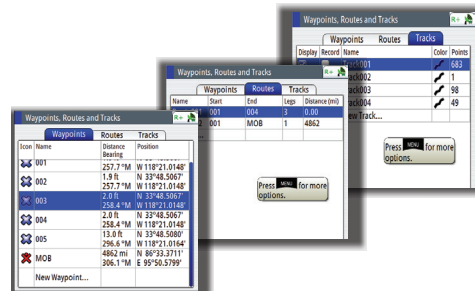 Waypoints, Routes and Tracks
R+
Waypoints Routes Tracks
Display Record Name Color Points
Track001 683
ack002 1
ack003 98
ack004 49
ew Track...
Press MENU for more
options.
Waypoints, Routes and Tracks
R+
Waypoints Routes Tracks
Name Start End Legs Distance (mi)
001 004 3 0.00
001 MOB 1 4862
Press MENU for more
options.
Waypoints, Routes and Tracks
R+
Waypoints Routes Tracks
Icon Name Distance Position
Bearing
001 257.7 °M W 118°21.0148'
002 1.9 ft N 33°48.5067'
257.7 °M W 118°21.0148'
003 2.0 ft N 33°48.5067'
258.4 °M W 118°21.0148'
004 2.0 ft N 33°48.5067'
258.4 °M W 118°21.0148'
005 13.0 ft N 33°48.5080'
296.6 °M W 118°21.0164'
MOB 4862 mi N 86°33.3711'
306.1 °M E 95°50.5799'
New Waypoint...